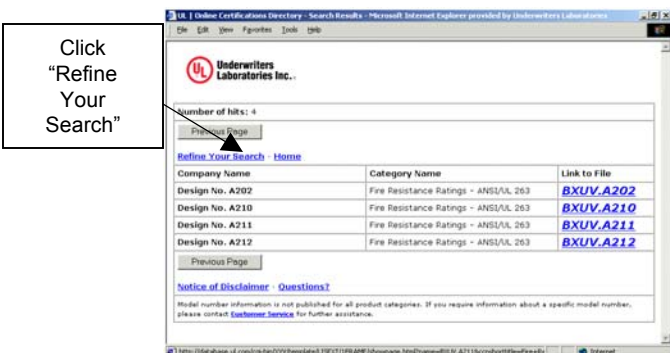 UL | Online Certifications Directory - Search Results - Microsoft Internet Explorer provided by Underwriters Laboratories
File Edit View Favorites Tools Help
Click
“Refine
Your
Search”
UL
Underwriters
Laboratories Inc.
Number of hits: 4
Previous Page
Refine Your Search · Home
Company Name Category Name Link to File
Design No. A202 Fire Resistance Ratings - ANSI/UL 263 BXUV.A202
Design No. A210 Fire Resistance Ratings - ANSI/UL 263 BXUV.A210
Design No. A211 Fire Resistance Ratings - ANSI/UL 263 BXUV.A211
Design No. A212 Fire Resistance Ratings - ANSI/UL 263 BXUV.A212
Previous Page
Notice of Disclaimer · Questions?
Model number information is not published for all product categories. If you require information about a specific model number,
please contact Customer Service for further assistance.
Internet